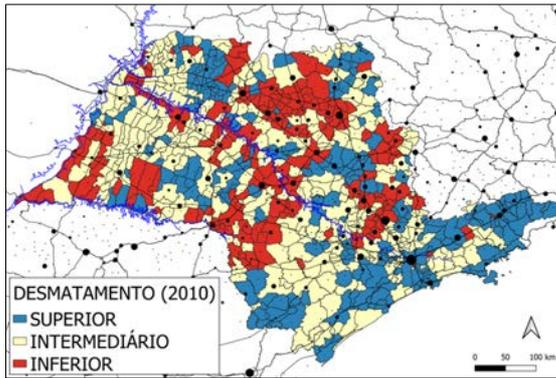 DESMATAMENTO (2010)
SUPERIOR
INTERMEDIÁRIO
INFERIOR
0 50 100 km